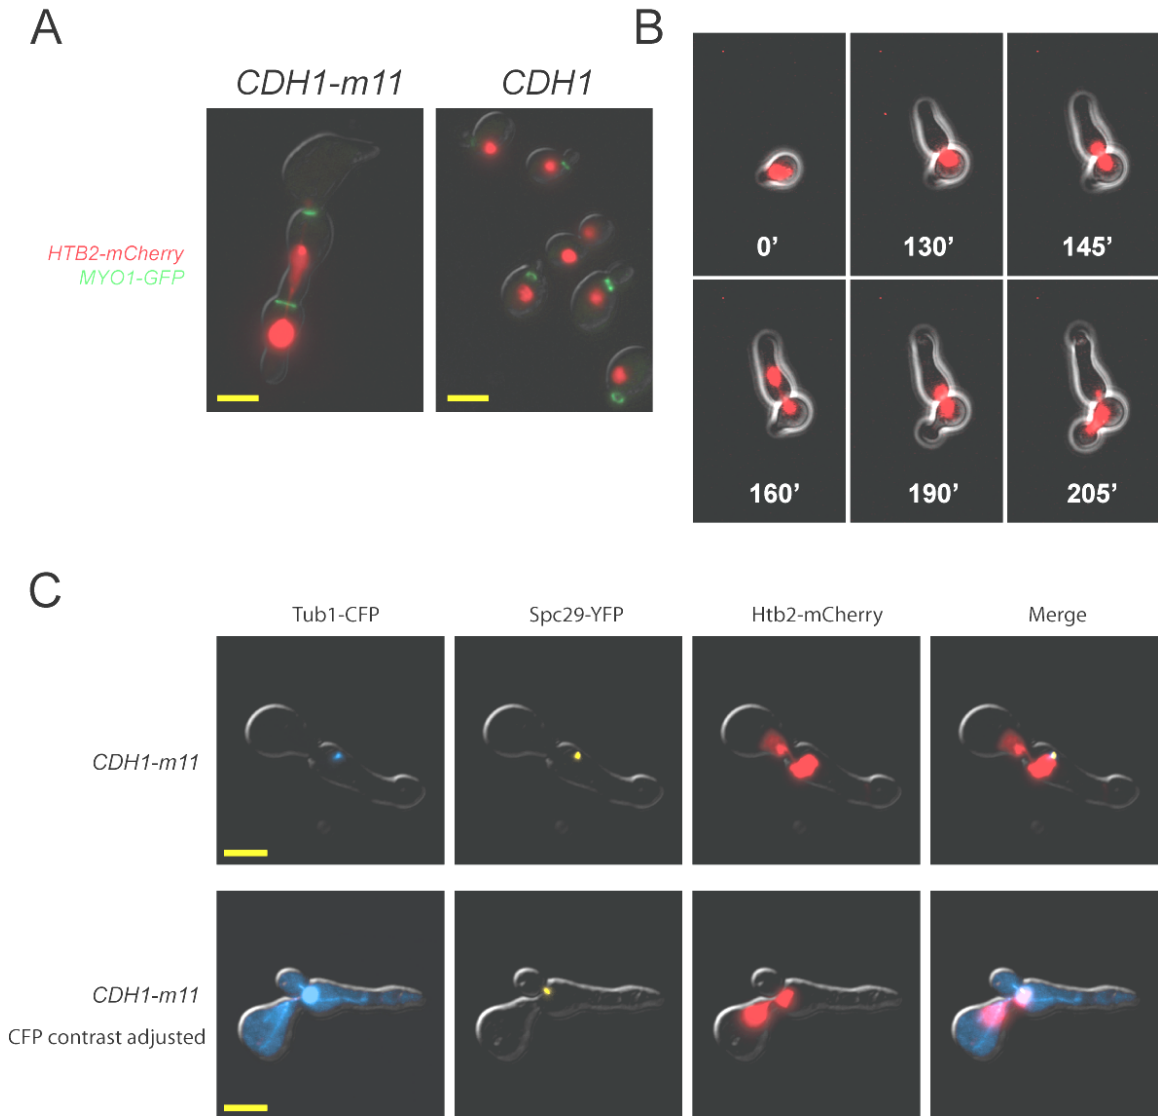 A
B
CDH1-m11
CDH1
HTB2-mCherry
MYO1-GFP
0’
130’
145’
160’
190’
205’
C
Tub1-CFP
Spc29-YFP
Htb2-mCherry
Merge
CDH1-m11
CDH1-m11
CFP contrast adjusted